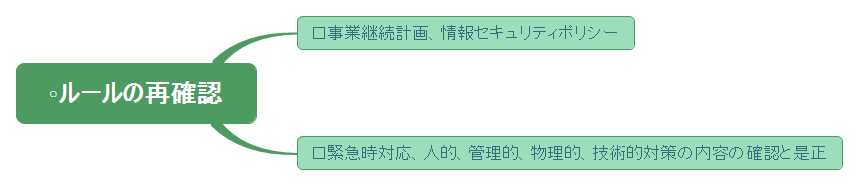 □事業継続計画、情報セキュリティポリシー
◦ルールの再確認
□緊急時対応、人的、管理的、物理的、技術的対策の内容の確認と是正